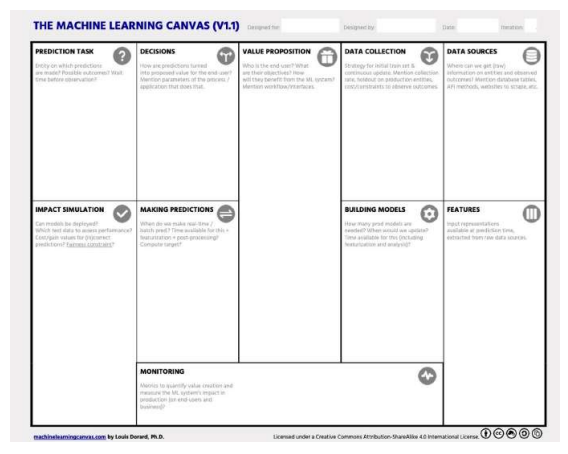 THE MACHINE LEARNING CANVAS (V1.1)
Designed for:
Designed by:
Date:
Iteration:
PREDICTION TASK
Entity on which predictions
are made? Possible outcomes? Wait
time before observation?
DECISIONS
How are predictions turned
into proposed value for the end-user?
Mention parameters of the process /
application that does that.
VALUE PROPOSITION
Who is the end user? What
are their objectives? How
will they benefit from the ML system?
Mention workflow/interfaces.
DATA COLLECTION
Strategy for initial train set &
continuous update. Mention collection
rate, holdout on production entities,
cost/constraints to observe outcomes.
DATA SOURCES
Where can we get (raw)
information on entities and observed
outcomes? Mention database tables,
API methods, websites to scrape, etc.
IMPACT SIMULATION
Can models be deployed?
Which test data to assess performance?
Cost/gain values for (in)correct
predictions? Fairness constraint?
MAKING PREDICTIONS
When do we make real-time /
batch pred.? Time available for this +
featurization + post-processing?
Compute target?
BUILDING MODELS
How many prod models are
needed? When would we update?
Time available for this (including
featurization and analysis)?
FEATURES
Input representations
available at prediction time,
extracted from raw data sources.
MONITORING
Metrics to quantify value creation and
measure the ML system's impact in
production (on end-users and
business)?
machinelearningcanvas.com by Louis Dorard, Ph.D.
Licensed under a Creative Commons Attribution-ShareAlike 4.0 International License.